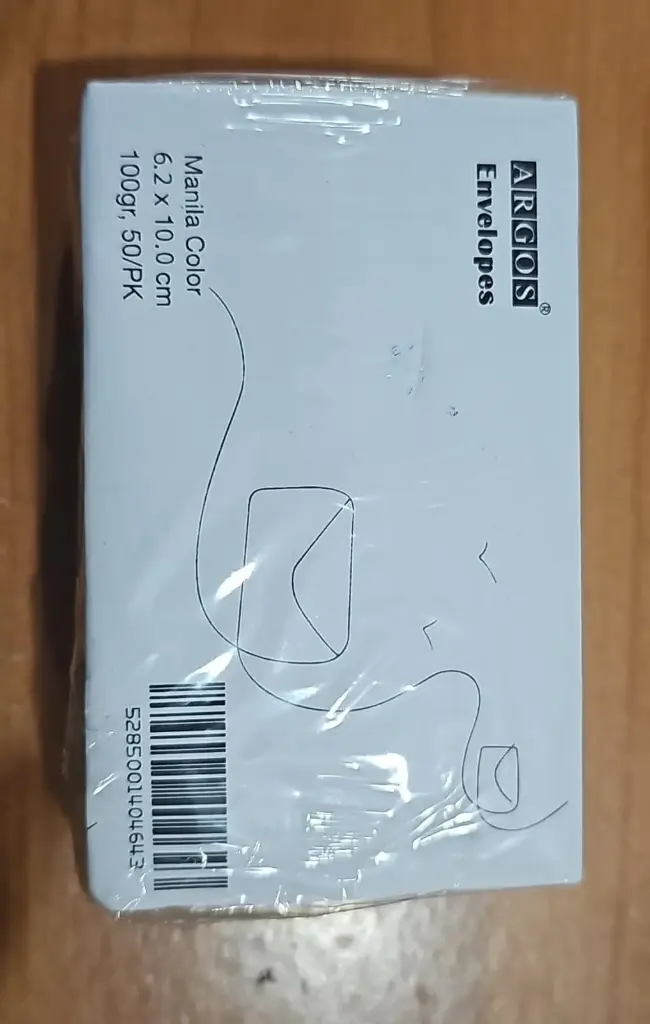 ARGOS®
Envelopes
Manila Color
6.2 x 10.0 cm
100gr, 50/PK
5285001404643